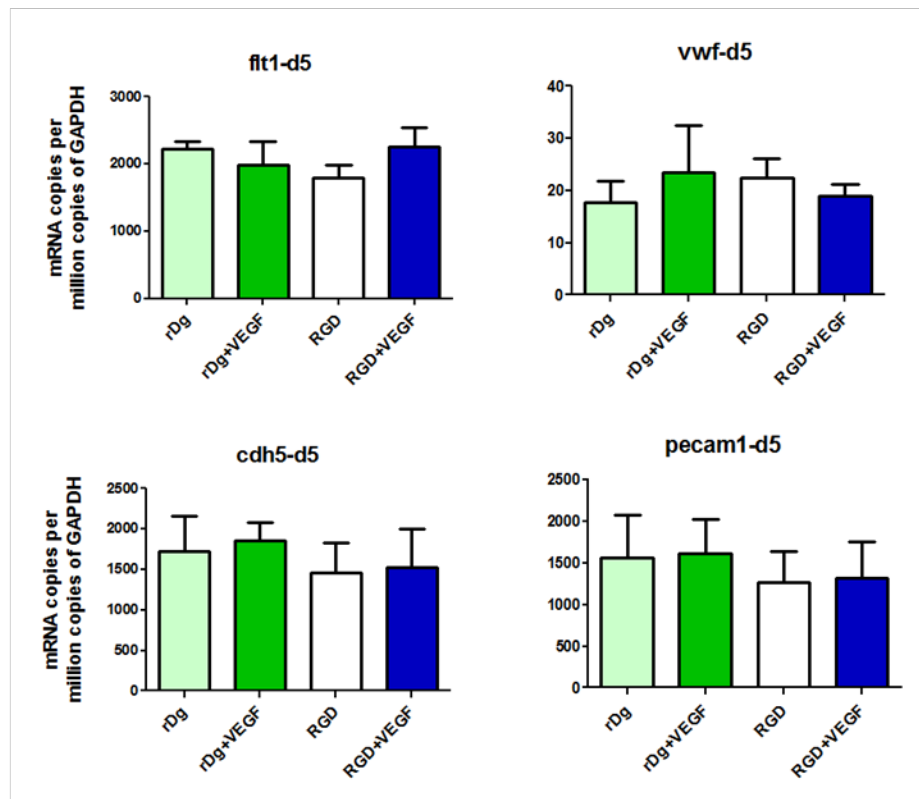 flt1-d5
mRNA copies per
million copies of GAPDH
3000
2000
1000
0
rDg
rDg+VEGF
RGD
RGD+VEGF
vwf-d5
40
30
20
10
0
rDg
rDg+VEGF
RGD
RGD+VEGF
cdh5-d5
mRNA copies per
million copies of GAPDH
2500
2000
1500
1000
500
0
rDg
rDg+VEGF
RGD
RGD+VEGF
pecam1-d5
2500
2000
1500
1000
500
0
rDg
rDg+VEGF
RGD
RGD+VEGF